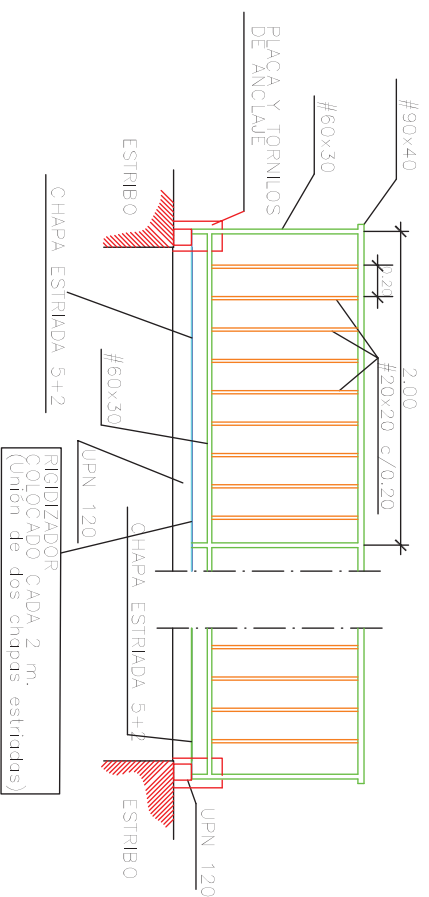 #90x40
#60x30
PLACA Y TORNILOS
DE ANCLAJE
2.00
0.20
#20x20 c/0.20
ESTRIBO
CHAPA ESTRIADA 5+2
#60x30
UPN 120
CHAPA ESTRIADA 5+2
RIGIDIZADOR
COLOCADO CADA 2 m.
(Unión de dos chapas estriadas)
UPN 120
ESTRIBO